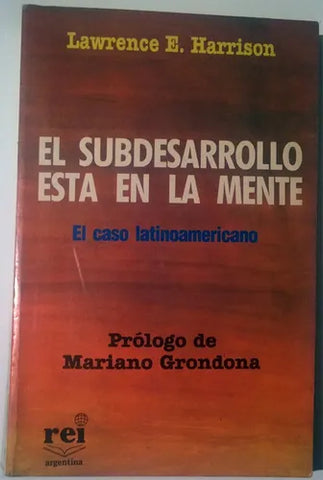 Lawrence E. Harrison
EL SUBDESARROLLO
ESTA EN LA MENTE
El caso latinoamericano
Prólogo de
Mariano Grondona
rei
argentina